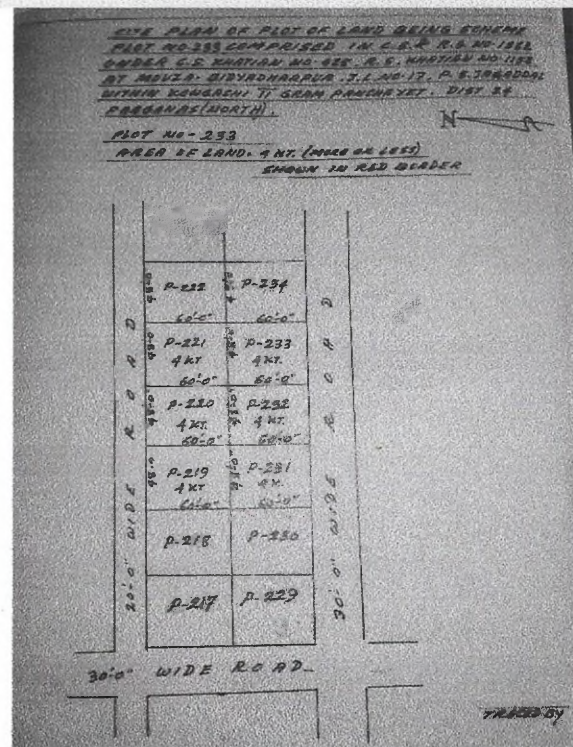 SITE PLAN OF PLOT OF LAND BEING SCHEME
PLOT NO-233 COMPRISED IN C.S & R.S NO-
UNDER C.S. KHATIAN NO R.S. KHATIAN NO
AT MOUZA- BIDYADHARPUR. J.L. NO-17. P.S. JAGADDAL
WITHIN II GRAM PANCHAYET. DIST 24
PARGANAS (NORTH).
PLOT NO - 233
AREA OF LAND. 4 KT. (MORE OR LESS)
SHOWN IN RED BORDER
N
P-222
60'-0"
P-234
60'-0"
P-221
4 KT
60'-0"
P-233
4 KT.
60'-0"
P-220
4 KT.
60'-0"
P-232
4 KT.
60'-0"
P-219
4 KT
60'-0"
P-231
4 K.
60'-0"
P-218
P-230
P-217
P-229
20'-0" WIDE ROAD
30'-0" WIDE ROAD
30'-0" WIDE ROAD
TRACED BY